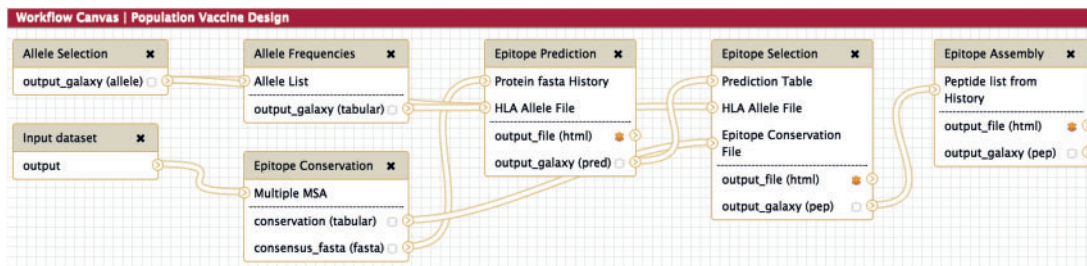 Workflow Canvas | Population Vaccine Design
Allele Selection ✖
output_galaxy (allele)
Input dataset ✖
output
Allele Frequencies ✖
Allele List
output_galaxy (tabular)
Epitope Conservation ✖
Multiple MSA
conservation (tabular)
consensus_fasta (fasta)
Epitope Prediction ✖
Protein fasta History
HLA Allele File
output_file (html)
output_galaxy (pred)
Epitope Selection ✖
Prediction Table
HLA Allele File
Epitope Conservation
File
output_file (html)
output_galaxy (pep)
Epitope Assembly ✖
Peptide list from
History
output_file (html)
output_galaxy (pep)